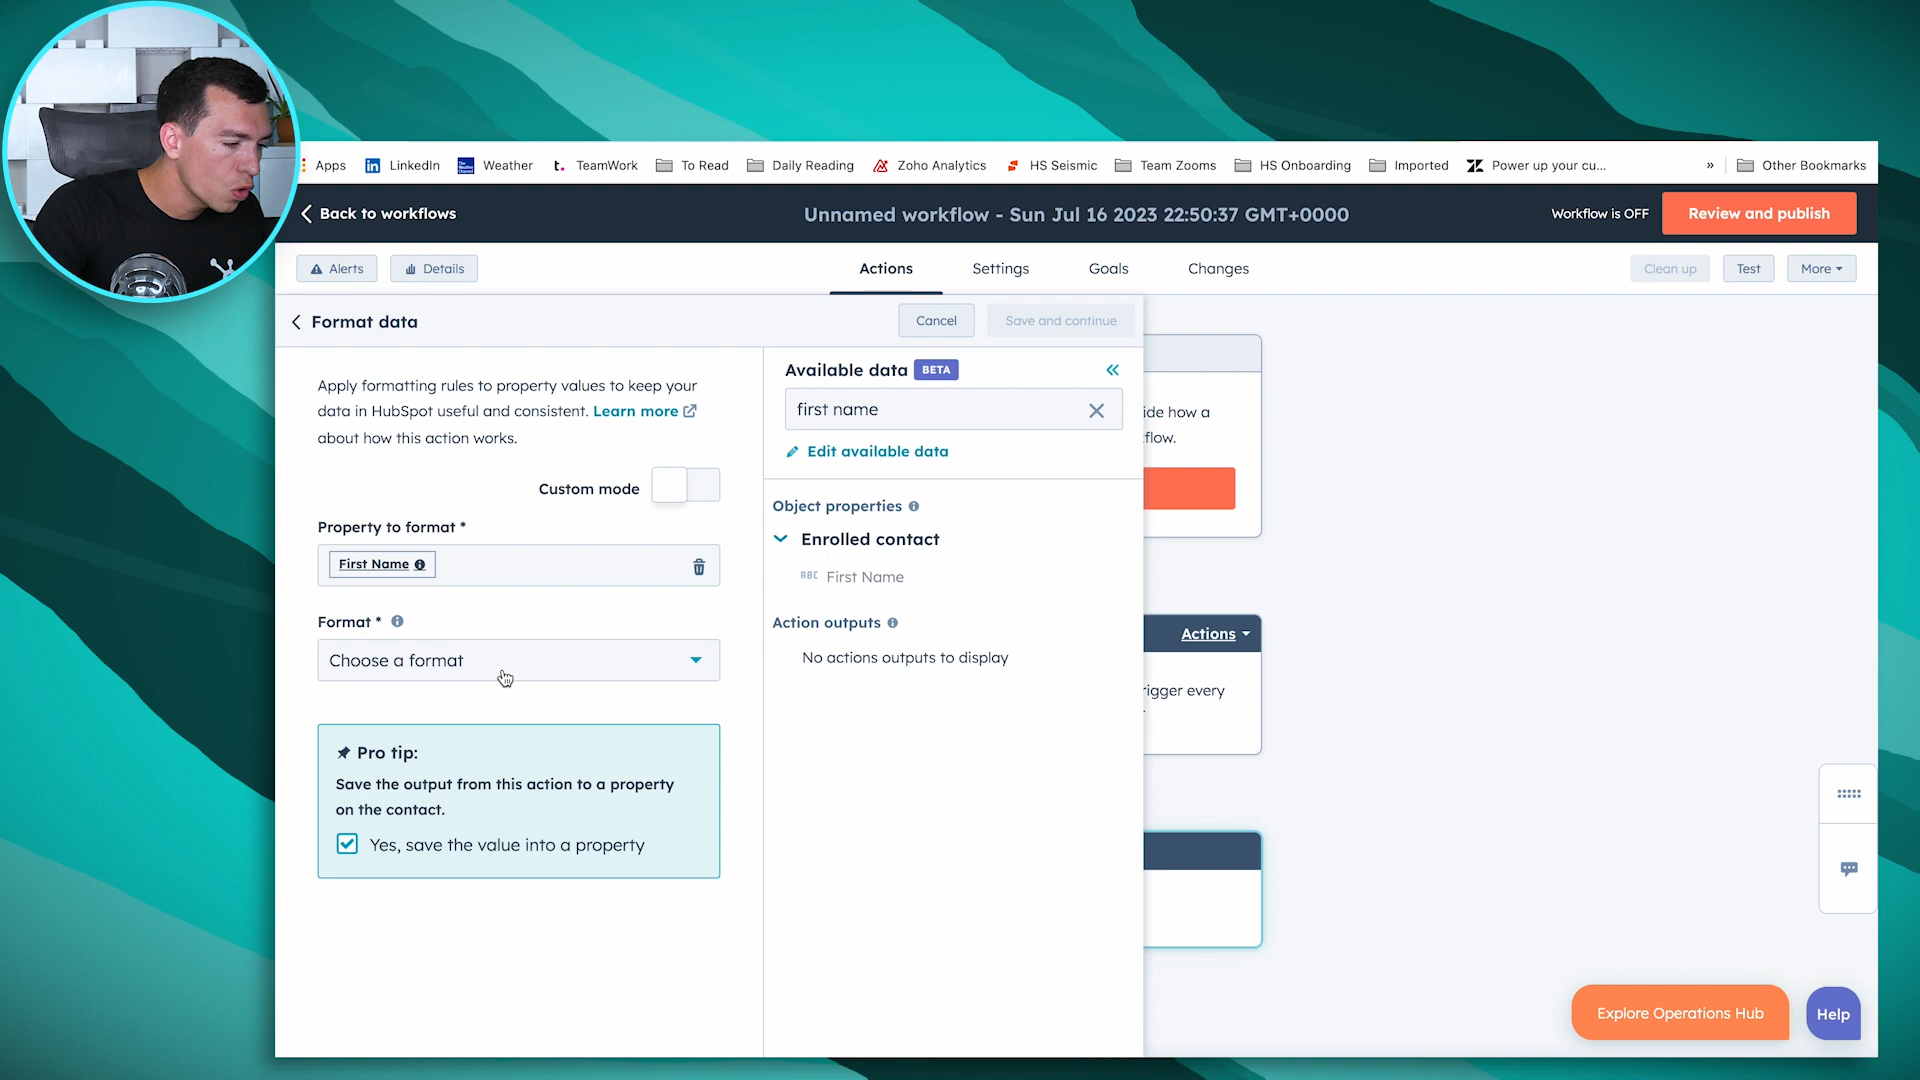 Apps
LinkedIn
Weather
t. TeamWork
To Read
Daily Reading
Zoho Analytics
HS Seismic
Team Zooms
HS Onboarding
Imported
Power up your cu...
»
Other Bookmarks
Back to workflows
Unnamed workflow - Sun Jul 16 2023 22:50:37 GMT+0000
Workflow is OFF
Review and publish
Alerts
Details
Actions
Settings
Goals
Changes
Clean up
Test
More
Format data
Cancel
Save and continue
Apply formatting rules to property values to keep your
data in HubSpot useful and consistent. Learn more
about how this action works.
Custom mode
Property to format *
First Name
Format *
Choose a format
Pro tip:
Save the output from this action to a property
on the contact.
Yes, save the value into a property
Available data BETA
first name
Edit available data
Object properties
Enrolled contact
ABC First Name
Action outputs
No actions outputs to display
ide how a
flow.
Actions
rigger every
Explore Operations Hub
Help